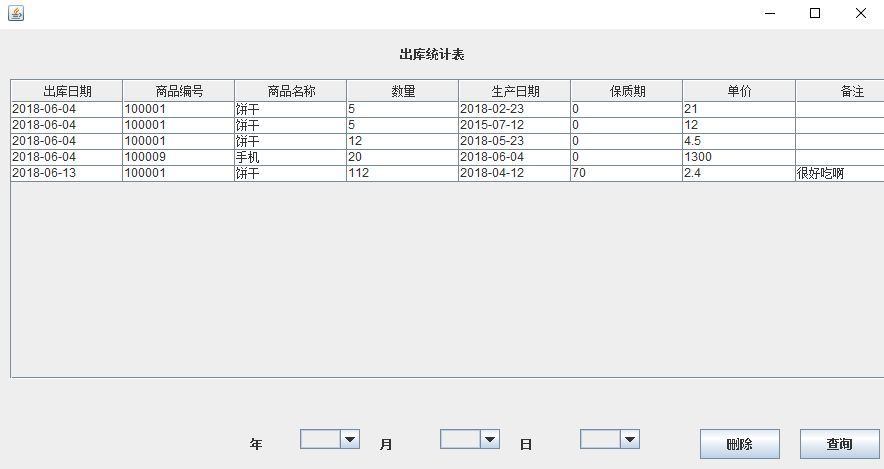 出库统计表
出库日期 商品编号 商品名称 数量 生产日期 保质期 单价 备注
2018-06-04 100001 饼干 5 2018-02-23 0 21
2018-06-04 100001 饼干 5 2015-07-12 0 12
2018-06-04 100001 饼干 12 2018-05-23 0 4.5
2018-06-04 100009 手机 20 2018-06-04 0 1300
2018-06-13 100001 饼干 112 2018-04-12 70 2.4 很好吃啊
年 月 日 删除 查询